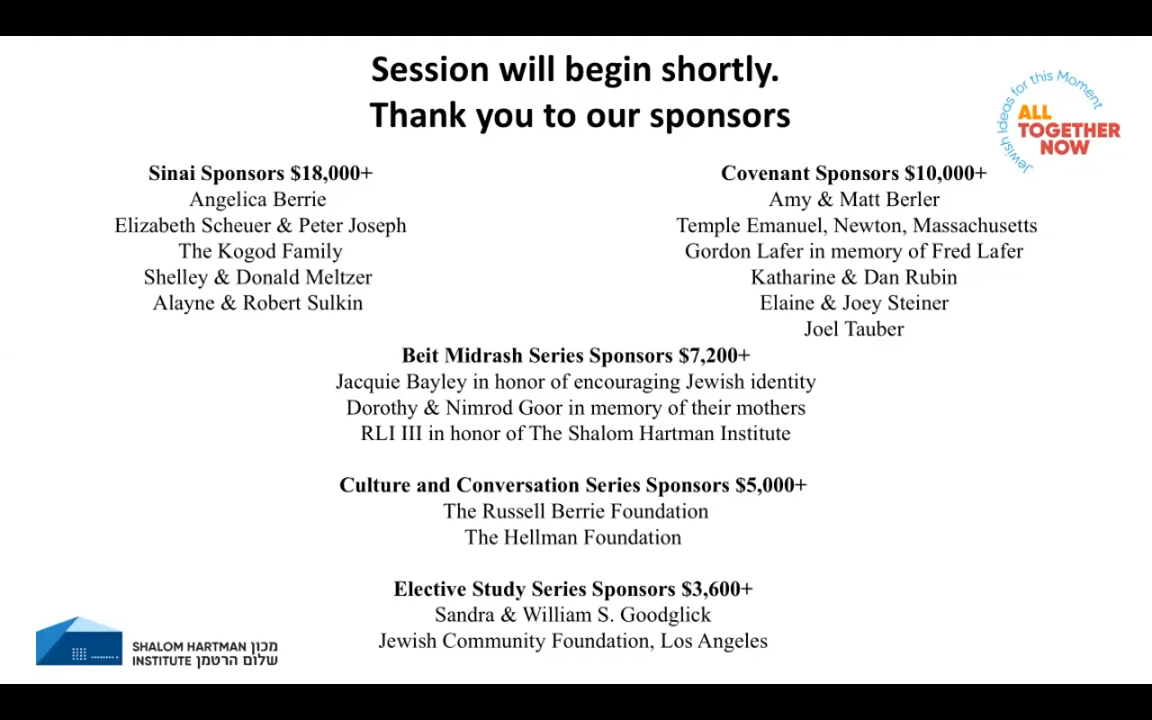 Session will begin shortly.
Thank you to our sponsors
Jewish Ideas for this Moment
ALL
TOGETHER
NOW
Sinai Sponsors $18,000+
Angelica Berrie
Elizabeth Scheuer & Peter Joseph
The Kogod Family
Shelley & Donald Meltzer
Alayne & Robert Sulkin
Covenant Sponsors $10,000+
Amy & Matt Berler
Temple Emanuel, Newton, Massachusetts
Gordon Lafer in memory of Fred Lafer
Katharine & Dan Rubin
Elaine & Joey Steiner
Joel Tauber
Beit Midrash Series Sponsors $7,200+
Jacquie Bayley in honor of encouraging Jewish identity
Dorothy & Nimrod Goor in memory of their mothers
RLI III in honor of The Shalom Hartman Institute
Culture and Conversation Series Sponsors $5,000+
The Russell Berrie Foundation
The Hellman Foundation
Elective Study Series Sponsors $3,600+
Sandra & William S. Goodglick
Jewish Community Foundation, Los Angeles
SHALOM HARTMAN מכון
INSTITUTE שלום הרטמן